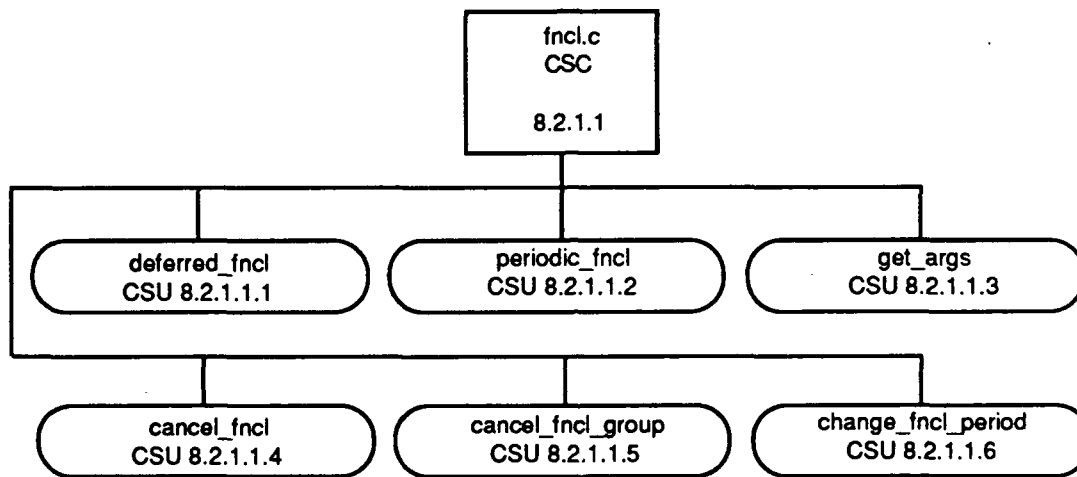 fncl.c
CSC
8.2.1.1
deferred_fncl
CSU 8.2.1.1.1
periodic_fncl
CSU 8.2.1.1.2
get_args
CSU 8.2.1.1.3
cancel_fncl
CSU 8.2.1.1.4
cancel_fncl_group
CSU 8.2.1.1.5
change_fncl_period
CSU 8.2.1.1.6